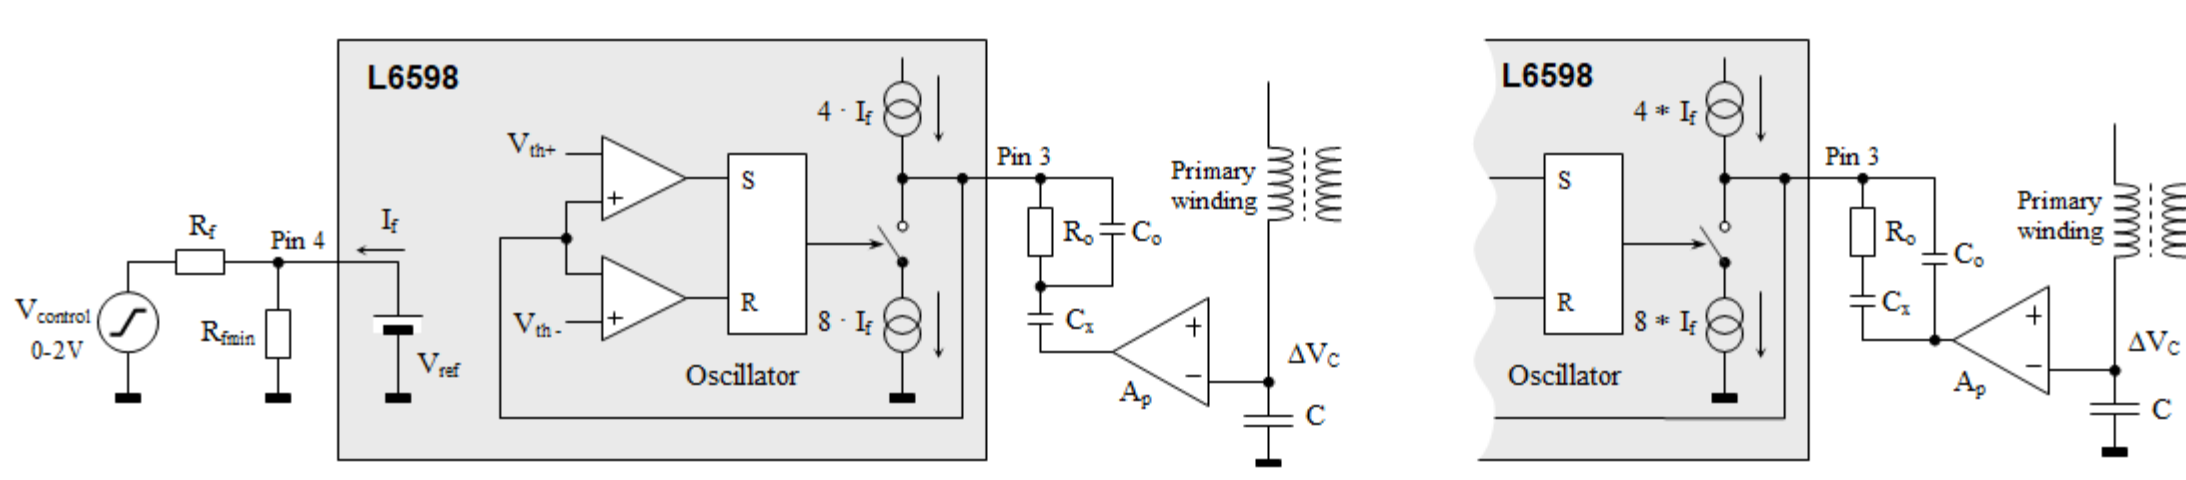 L6598
4 · If
Vth+
Pin 3
S
Primary
winding
If
Rf
Pin 4
Ro
Co
Vcontrol
0-2V
Rfmin
Vth-
R
8 · If
Cx
Vref
Oscillator
Ap
+
−
ΔVC
C
+
+
L6598
4 * If
Pin 3
S
Primary
winding
Ro
Co
R
8 * If
Cx
Oscillator
Ap
+
−
ΔVC
C